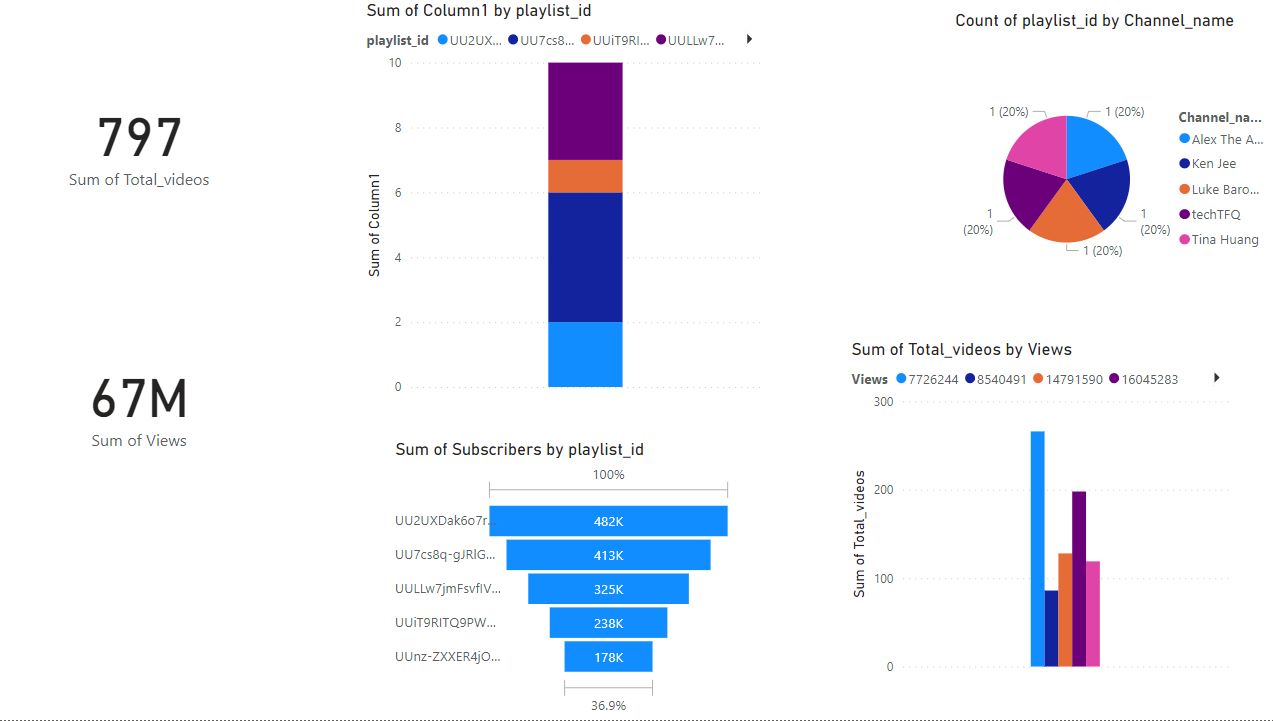 797
Sum of Total_videos
67M
Sum of Views
Sum of Column1 by playlist_id
playlist_id UU2UX... UU7cs8... UUiT9RI... UULLw7...
10
8
6
4
2
0
Sum of Column1
Sum of Subscribers by playlist_id
100%
UU2UXDak6o7r... 482K
UU7cs8q-gJRlG... 413K
UULLw7jmFsvfIV... 325K
UUiT9RITQ9PW... 238K
UUnz-ZXXER4jO... 178K
36.9%
Count of playlist_id by Channel_name
1 (20%)
1 (20%)
1
(20%)
1
(20%)
1 (20%)
Channel_na...
Alex The A...
Ken Jee
Luke Baro...
techTFQ
Tina Huang
Sum of Total_videos by Views
Views 7726244 8540491 14791590 16045283
300
200
100
0
Sum of Total_videos